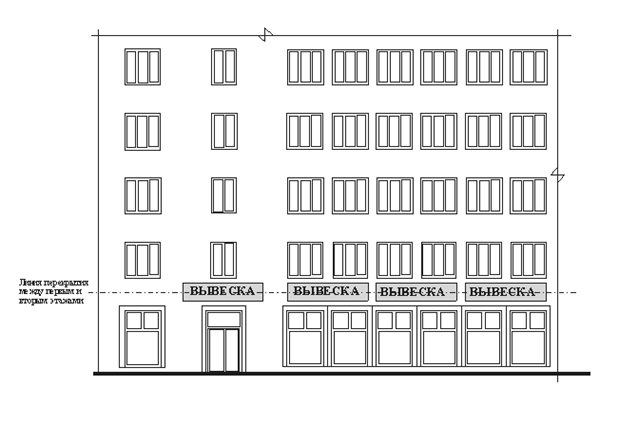 Линия перекрытия
между первым и
вторым этажами
ВЫВЕСКА
ВЫВЕСКА
ВЫВЕСКА
ВЫВЕСКА